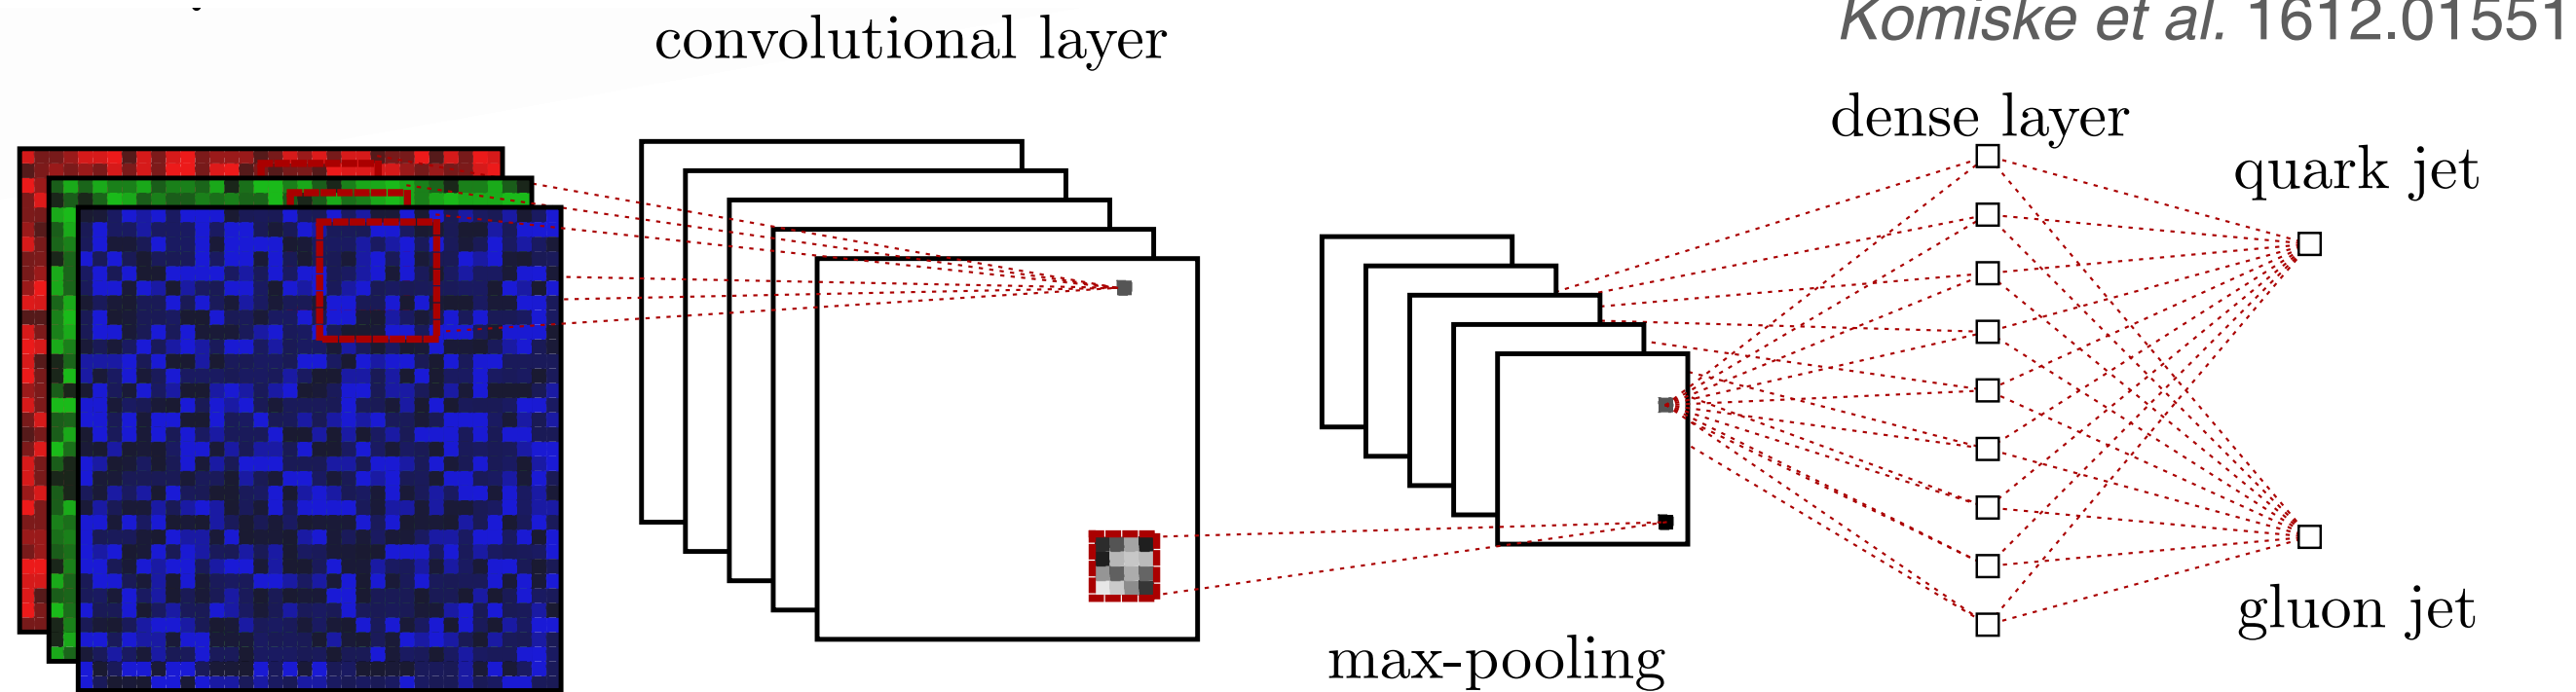 Komiske et al. 1612.01551
convolutional layer
dense layer
quark jet
gluon jet
max-pooling